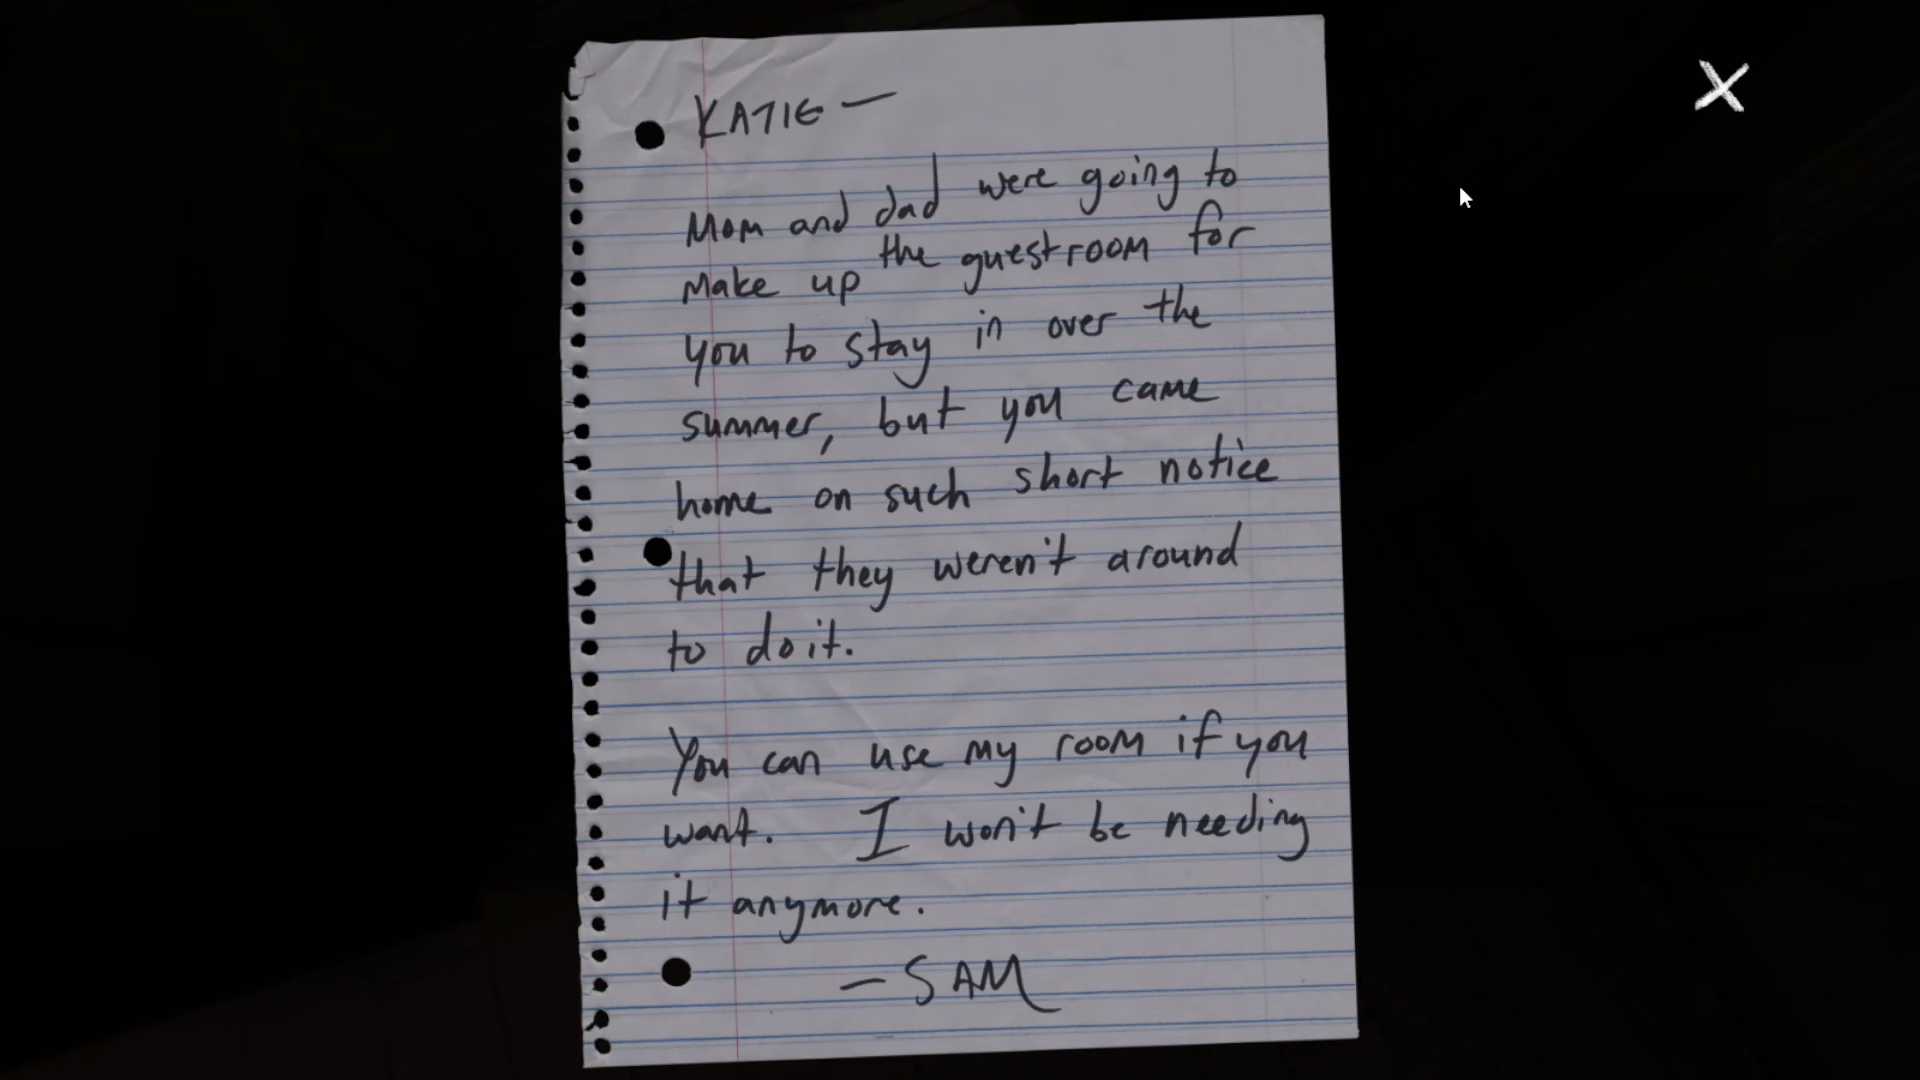 KATIE —
Mom and dad were going to
make up the guestroom for
you to stay in over the
summer, but you came
home on such short notice
that they weren't around
to do it.
You can use my room if you
want. I won't be needing
it anymore.
— SAM